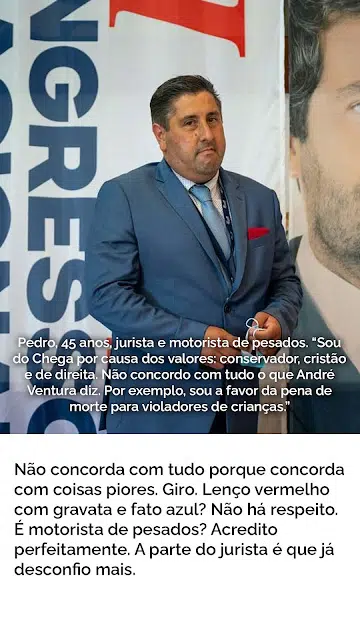 NGRESSO
Pedro, 45 anos, jurista e motorista de pesados. "Sou
do Chega por causa dos valores: conservador, cristão
e de direita. Não concordo com tudo o que André
Ventura diz. Por exemplo, sou a favor da pena de
morte para violadores de crianças."
Não concorda com tudo porque concorda
com coisas piores. Giro. Lenço vermelho
com gravata e fato azul? Não há respeito.
É motorista de pesados? Acredito
perfeitamente. A parte do jurista é que já
desconfio mais.